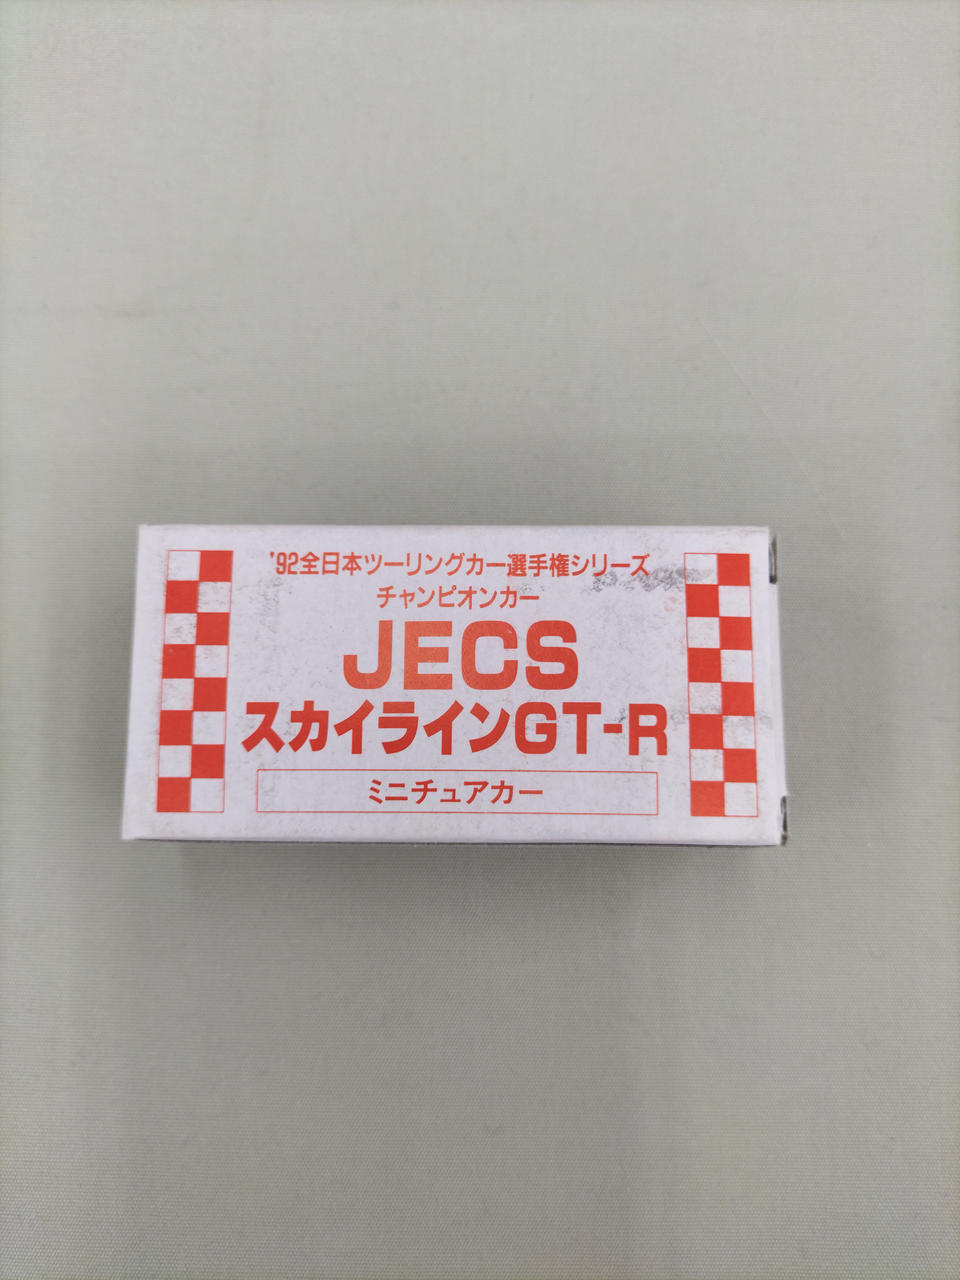 '92全日本ツーリングカー選手権シリーズ
チャンピオンカー
JECS
スカイラインGT-R
ミニチュアカー